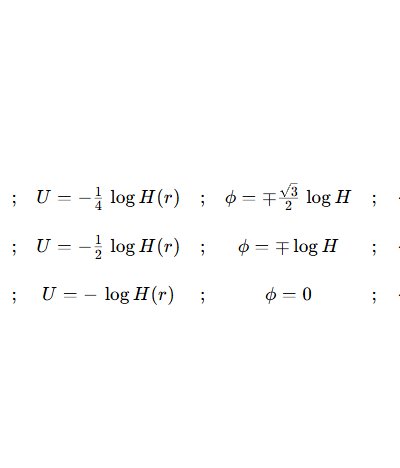 ; U = −1/4 log H(r) ; ϕ = ∓√3/2 log H ;
; U = −1/2 log H(r) ; ϕ = ∓ log H ;
; U = − log H(r) ; ϕ = 0 ;